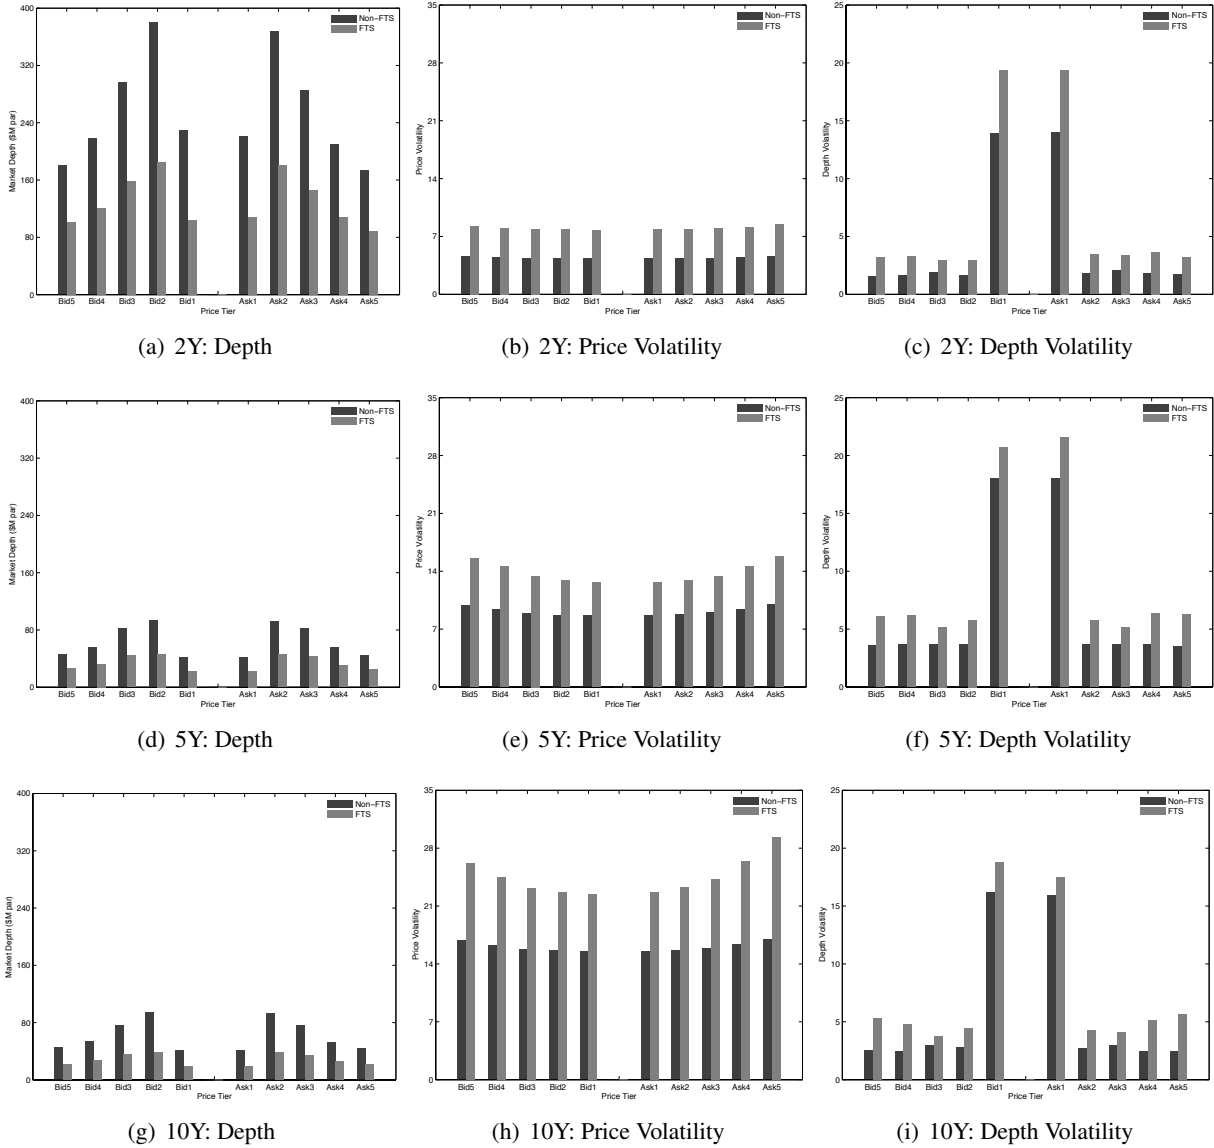 Non−FTS
FTS
400
320
240
160
80
0
Market Depth ($M par)
Bid5 Bid4 Bid3 Bid2 Bid1 Ask1 Ask2 Ask3 Ask4 Ask5
Price Tier
(a) 2Y: Depth
Non−FTS
FTS
35
28
21
14
7
0
Price Volatility
Bid5 Bid4 Bid3 Bid2 Bid1 Ask1 Ask2 Ask3 Ask4 Ask5
Price Tier
(b) 2Y: Price Volatility
Non−FTS
FTS
25
20
15
10
5
0
Depth Volatility
Bid5 Bid4 Bid3 Bid2 Bid1 Ask1 Ask2 Ask3 Ask4 Ask5
Price Tier
(c) 2Y: Depth Volatility
Non−FTS
FTS
400
320
240
160
80
0
Market Depth ($M par)
Bid5 Bid4 Bid3 Bid2 Bid1 Ask1 Ask2 Ask3 Ask4 Ask5
Price Tier
(d) 5Y: Depth
Non−FTS
FTS
35
28
21
14
7
0
Price Volatility
Bid5 Bid4 Bid3 Bid2 Bid1 Ask1 Ask2 Ask3 Ask4 Ask5
Price Tier
(e) 5Y: Price Volatility
Non−FTS
FTS
25
20
15
10
5
0
Depth Volatility
Bid5 Bid4 Bid3 Bid2 Bid1 Ask1 Ask2 Ask3 Ask4 Ask5
Price Tier
(f) 5Y: Depth Volatility
Non−FTS
FTS
400
320
240
160
80
0
Market Depth ($M par)
Bid5 Bid4 Bid3 Bid2 Bid1 Ask1 Ask2 Ask3 Ask4 Ask5
Price Tier
(g) 10Y: Depth
Non−FTS
FTS
35
28
21
14
7
0
Price Volatility
Bid5 Bid4 Bid3 Bid2 Bid1 Ask1 Ask2 Ask3 Ask4 Ask5
Price Tier
(h) 10Y: Price Volatility
Non−FTS
FTS
25
20
15
10
5
0
Depth Volatility
Bid5 Bid4 Bid3 Bid2 Bid1 Ask1 Ask2 Ask3 Ask4 Ask5
Price Tier
(i) 10Y: Depth Volatility